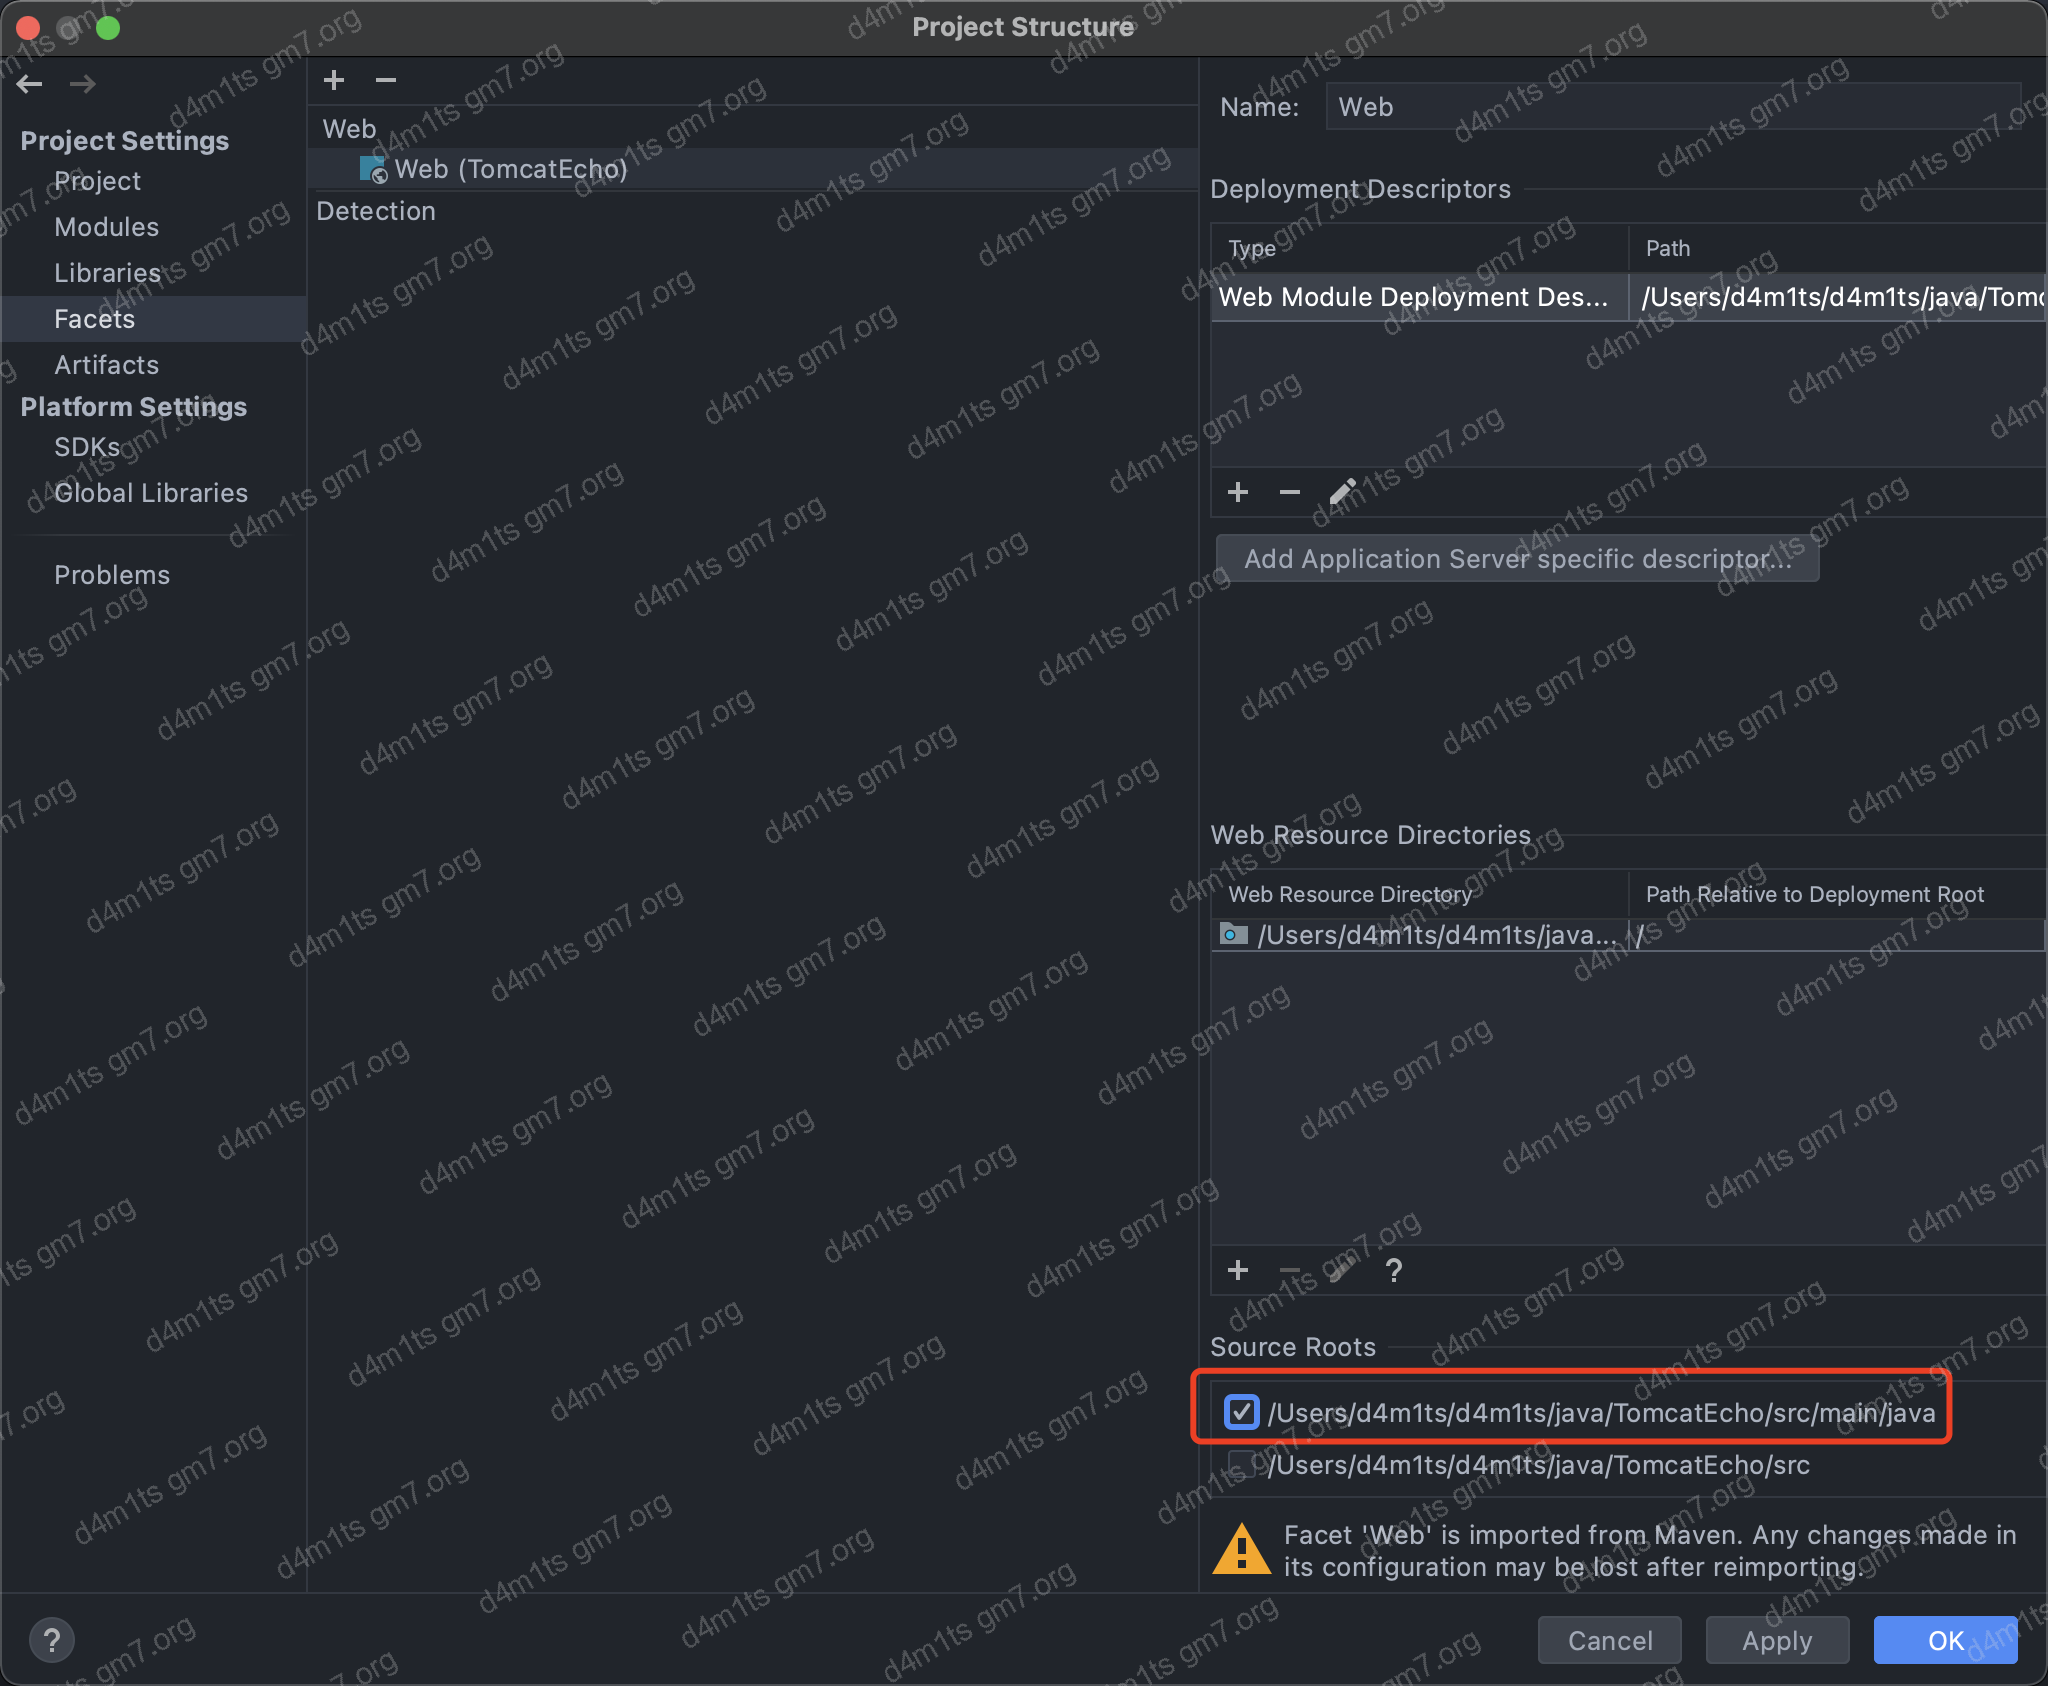 Project Structure
Project Settings
Project
Modules
Libraries
Facets
Artifacts
Platform Settings
SDKs
Global Libraries
Problems
Web
Web (TomcatEcho)
Detection
Name: Web
Deployment Descriptors
Type Path
Web Module Deployment Des... /Users/d4m1ts/d4m1ts/java/Tomc
Add Application Server specific descriptor...
Web Resource Directories
Web Resource Directory Path Relative to Deployment Root
/Users/d4m1ts/d4m1ts/java... /
?
Source Roots
/Users/d4m1ts/d4m1ts/java/TomcatEcho/src/main/java
/Users/d4m1ts/d4m1ts/java/TomcatEcho/src
Facet 'Web' is imported from Maven. Any changes made in
its configuration may be lost after reimporting.
? Cancel Apply OK
d4m1ts gm7.org